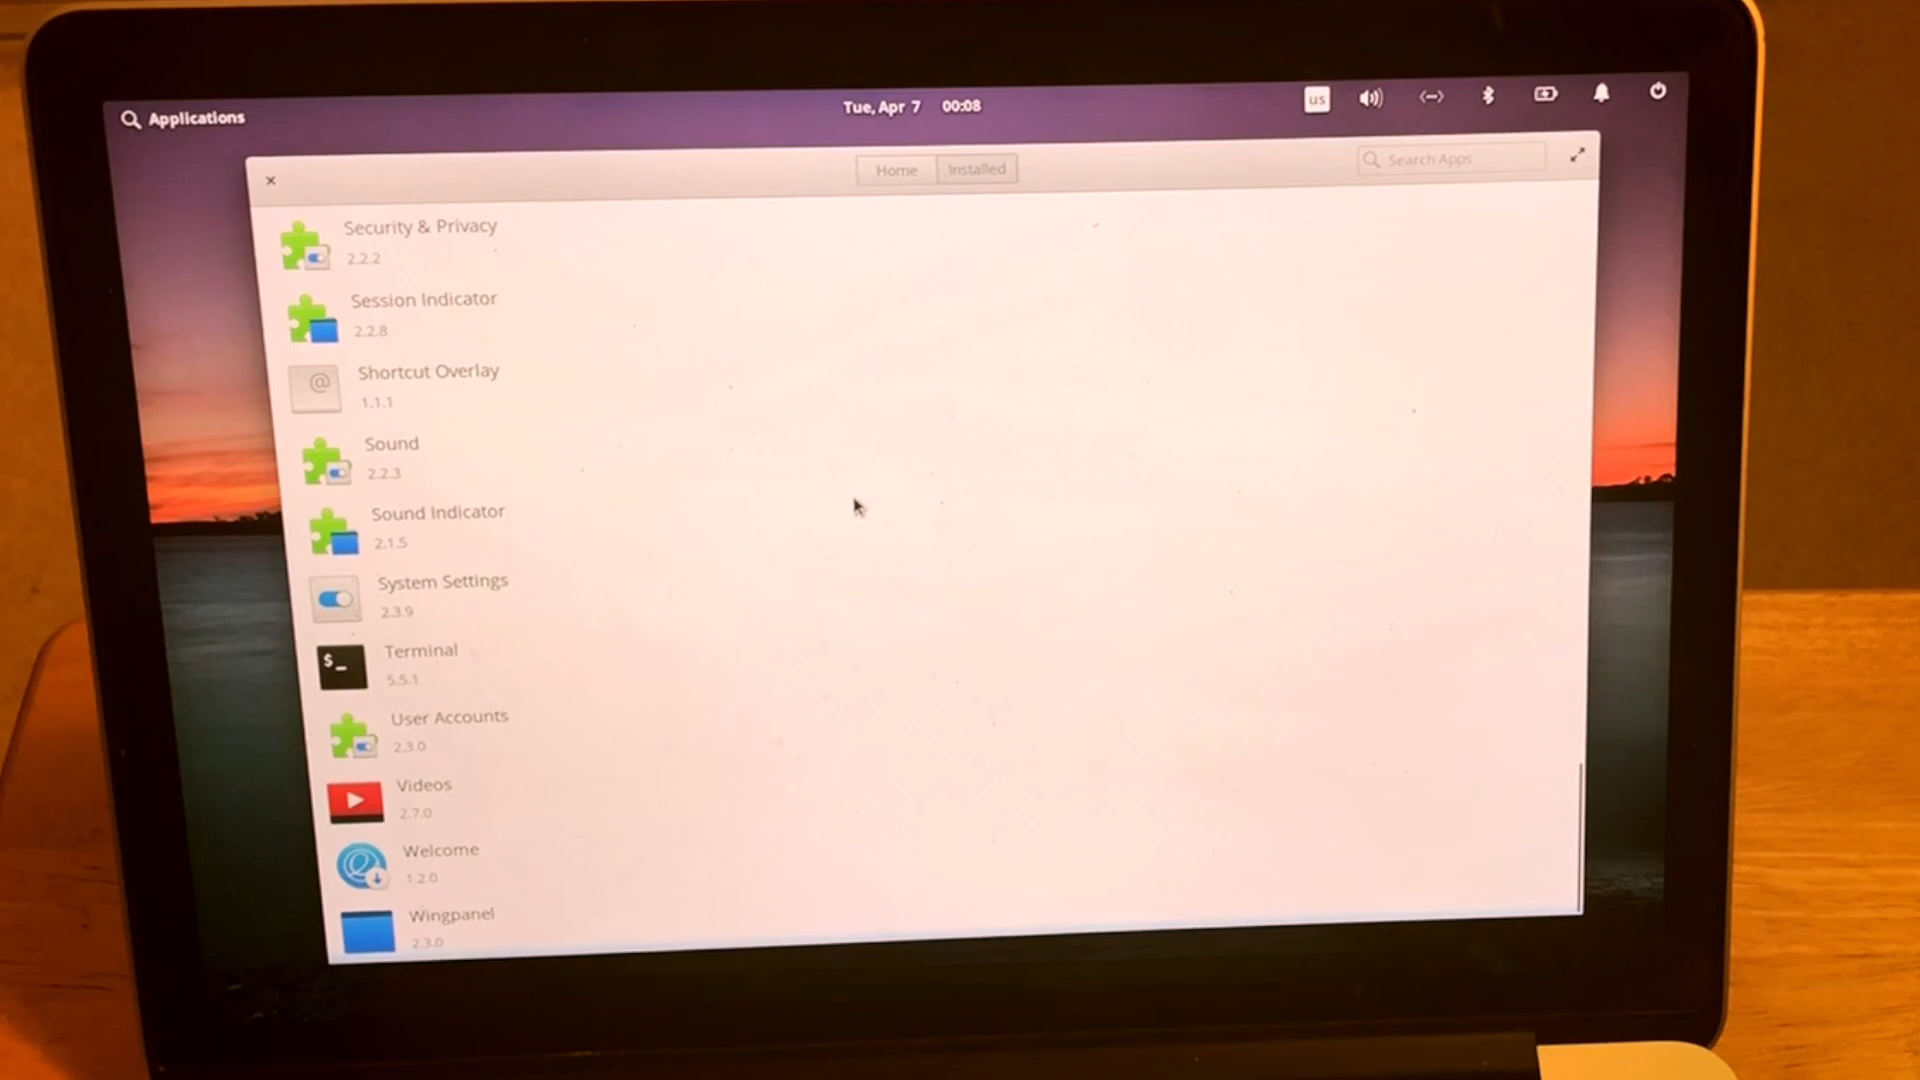 Applications
Tue, Apr 7 00:08
us
Home
Installed
Search Apps
Security & Privacy
2.2.2
Session Indicator
2.2.8
@
Shortcut Overlay
1.1.1
Sound
2.2.3
Sound Indicator
2.1.5
System Settings
2.3.9
$_
Terminal
5.5.1
User Accounts
2.3.0
Videos
2.7.0
Welcome
1.2.0
Wingpanel
2.3.0